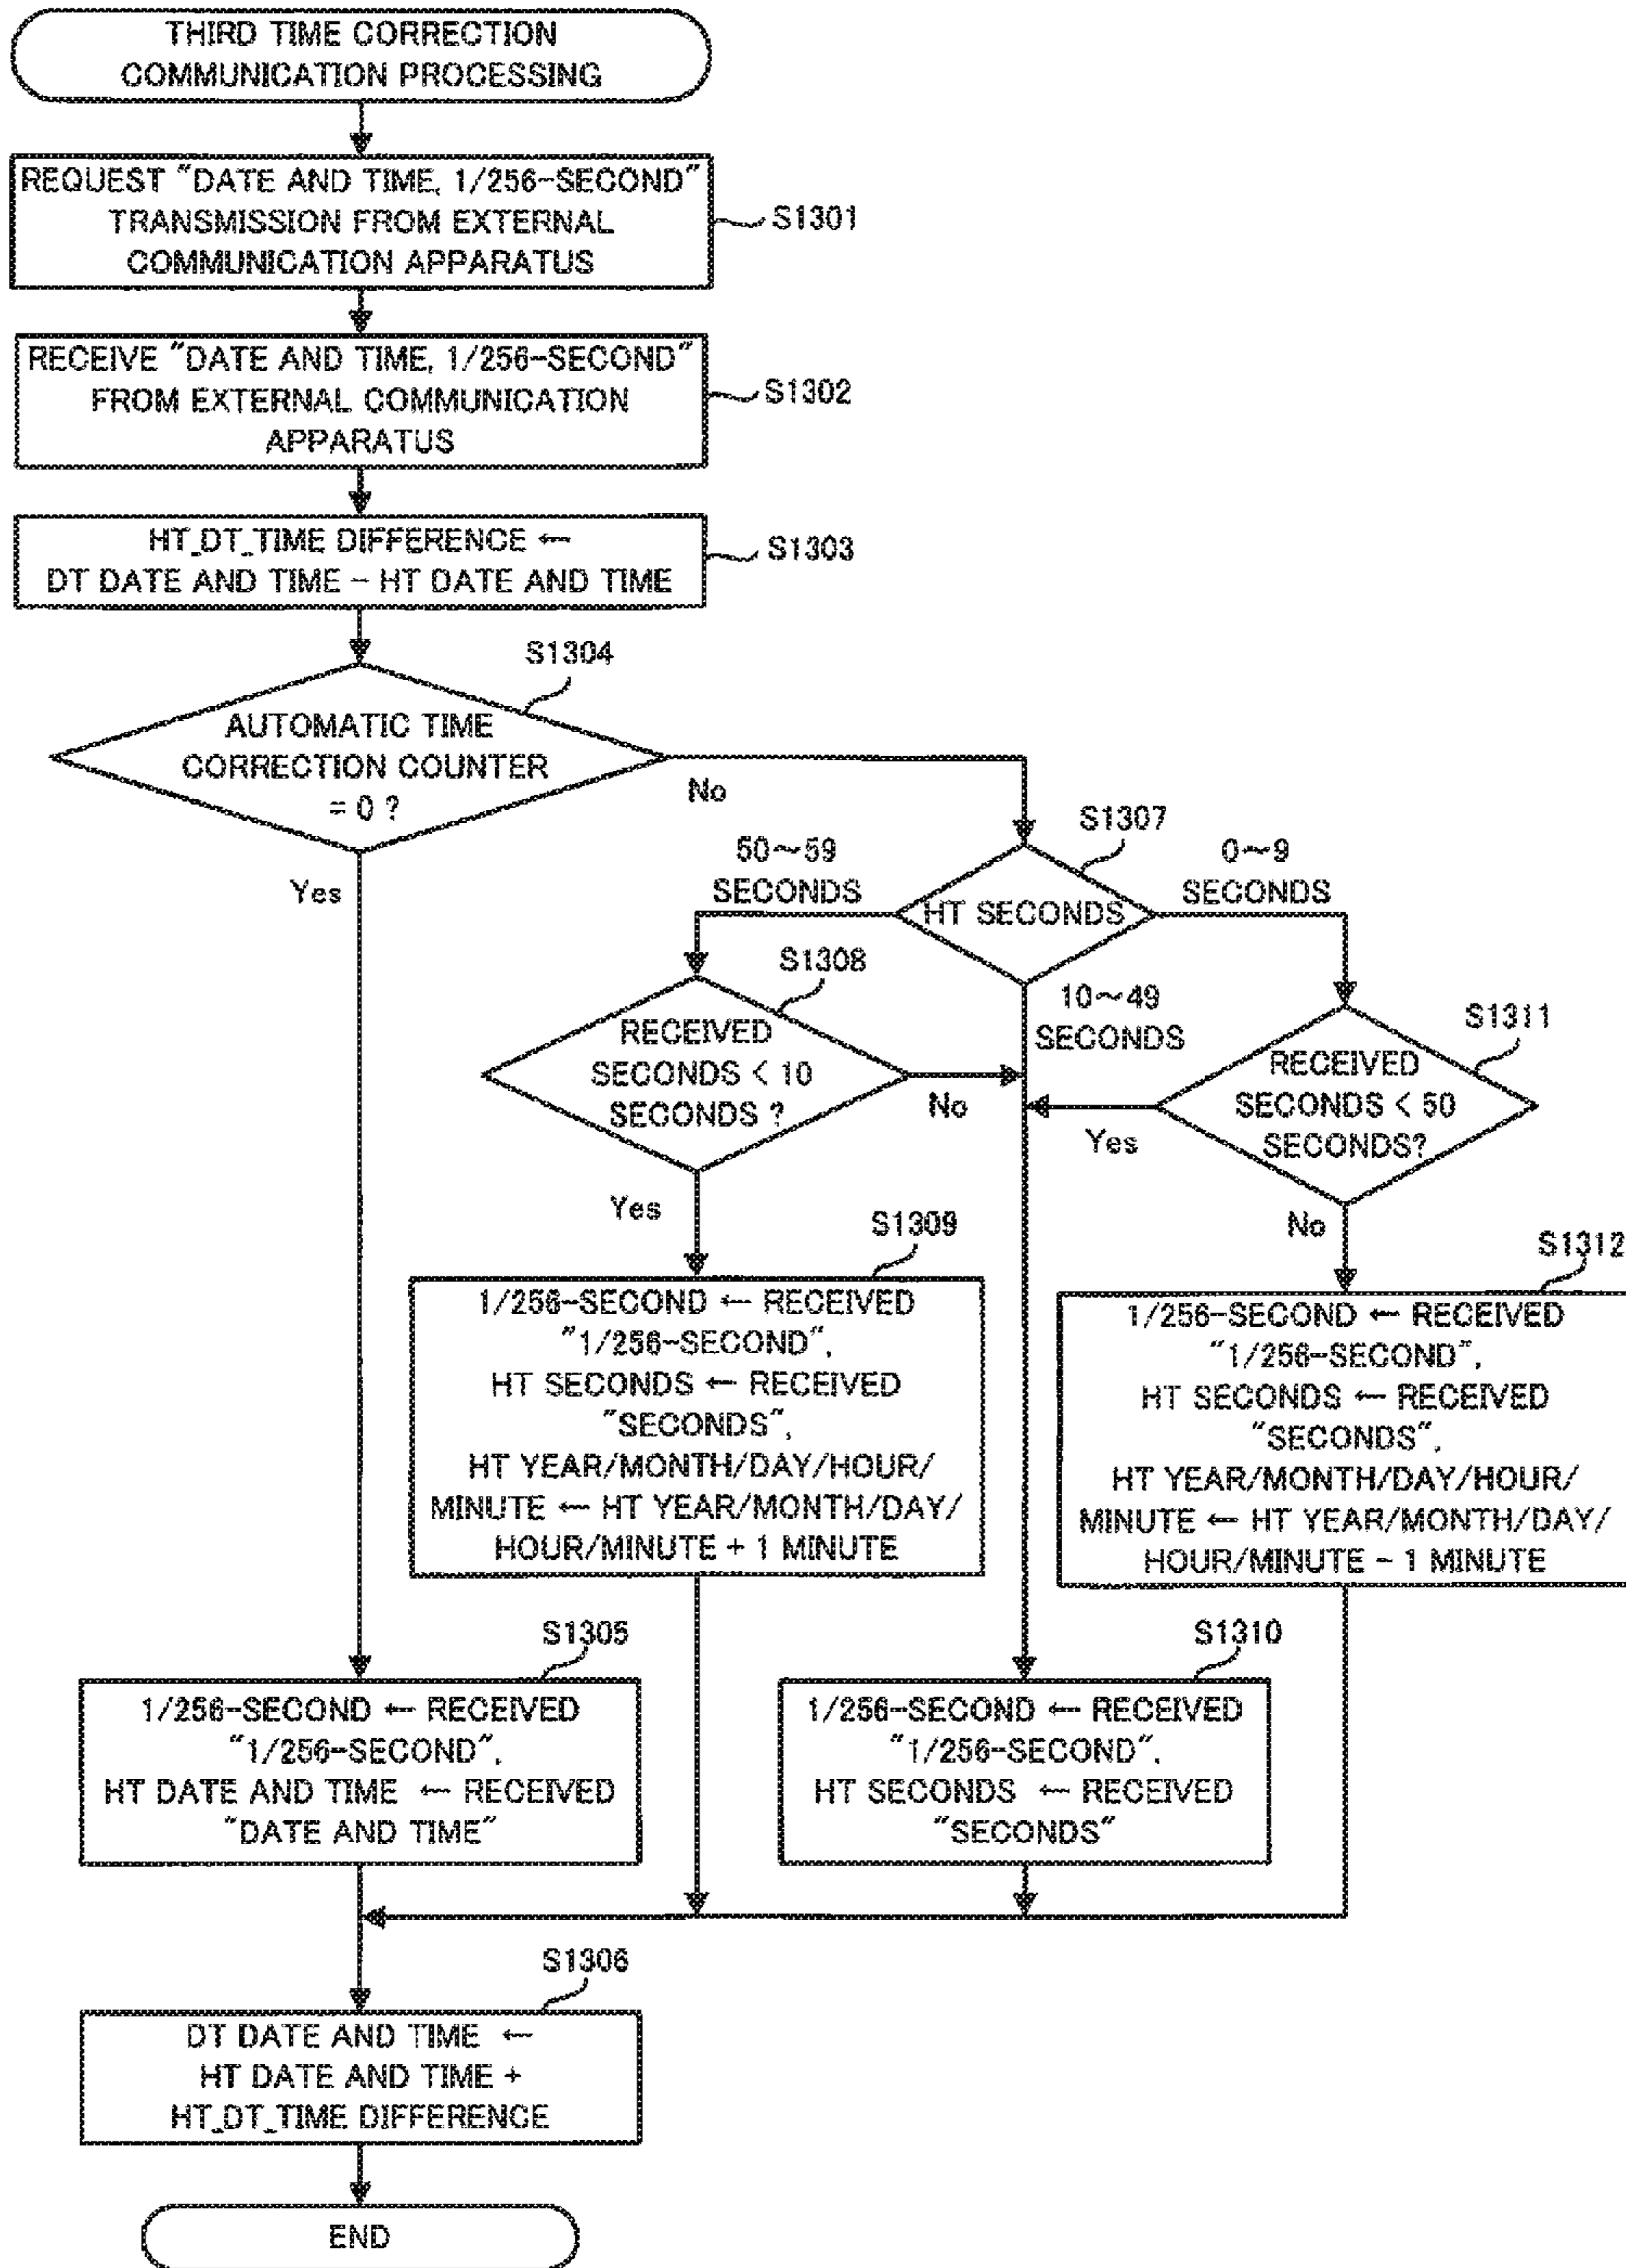 THIRD TIME CORRECTION
COMMUNICATION PROCESSING
REQUEST "DATE AND TIME, 1/256-SECOND"
TRANSMISSION FROM EXTERNAL
COMMUNICATION APPARATUS
S1301
RECEIVE "DATE AND TIME, 1/256-SECOND"
FROM EXTERNAL COMMUNICATION
APPARATUS
S1302
HT_DT_TIME DIFFERENCE ←
DT DATE AND TIME - HT DATE AND TIME
S1303
S1304
AUTOMATIC TIME
CORRECTION COUNTER
= 0 ?
No
Yes
S1307
HT SECONDS
50~59
SECONDS
0~9
SECONDS
10~49
SECONDS
S1308
RECEIVED
SECONDS < 10
SECONDS ?
No
Yes
S1311
RECEIVED
SECONDS < 50
SECONDS?
Yes
No
S1309
1/256-SECOND ← RECEIVED
"1/256-SECOND",
HT SECONDS ← RECEIVED
"SECONDS",
HT YEAR/MONTH/DAY/HOUR/
MINUTE ← HT YEAR/MONTH/DAY/
HOUR/MINUTE + 1 MINUTE
S1312
1/256-SECOND ← RECEIVED
"1/256-SECOND",
HT SECONDS ← RECEIVED
"SECONDS",
HT YEAR/MONTH/DAY/HOUR/
MINUTE ← HT YEAR/MONTH/DAY/
HOUR/MINUTE - 1 MINUTE
S1305
1/256-SECOND ← RECEIVED
"1/256-SECOND",
HT DATE AND TIME ← RECEIVED
"DATE AND TIME"
S1310
1/256-SECOND ← RECEIVED
"1/256-SECOND",
HT SECONDS ← RECEIVED
"SECONDS"
S1306
DT DATE AND TIME ←
HT DATE AND TIME +
HT_DT_TIME DIFFERENCE
END